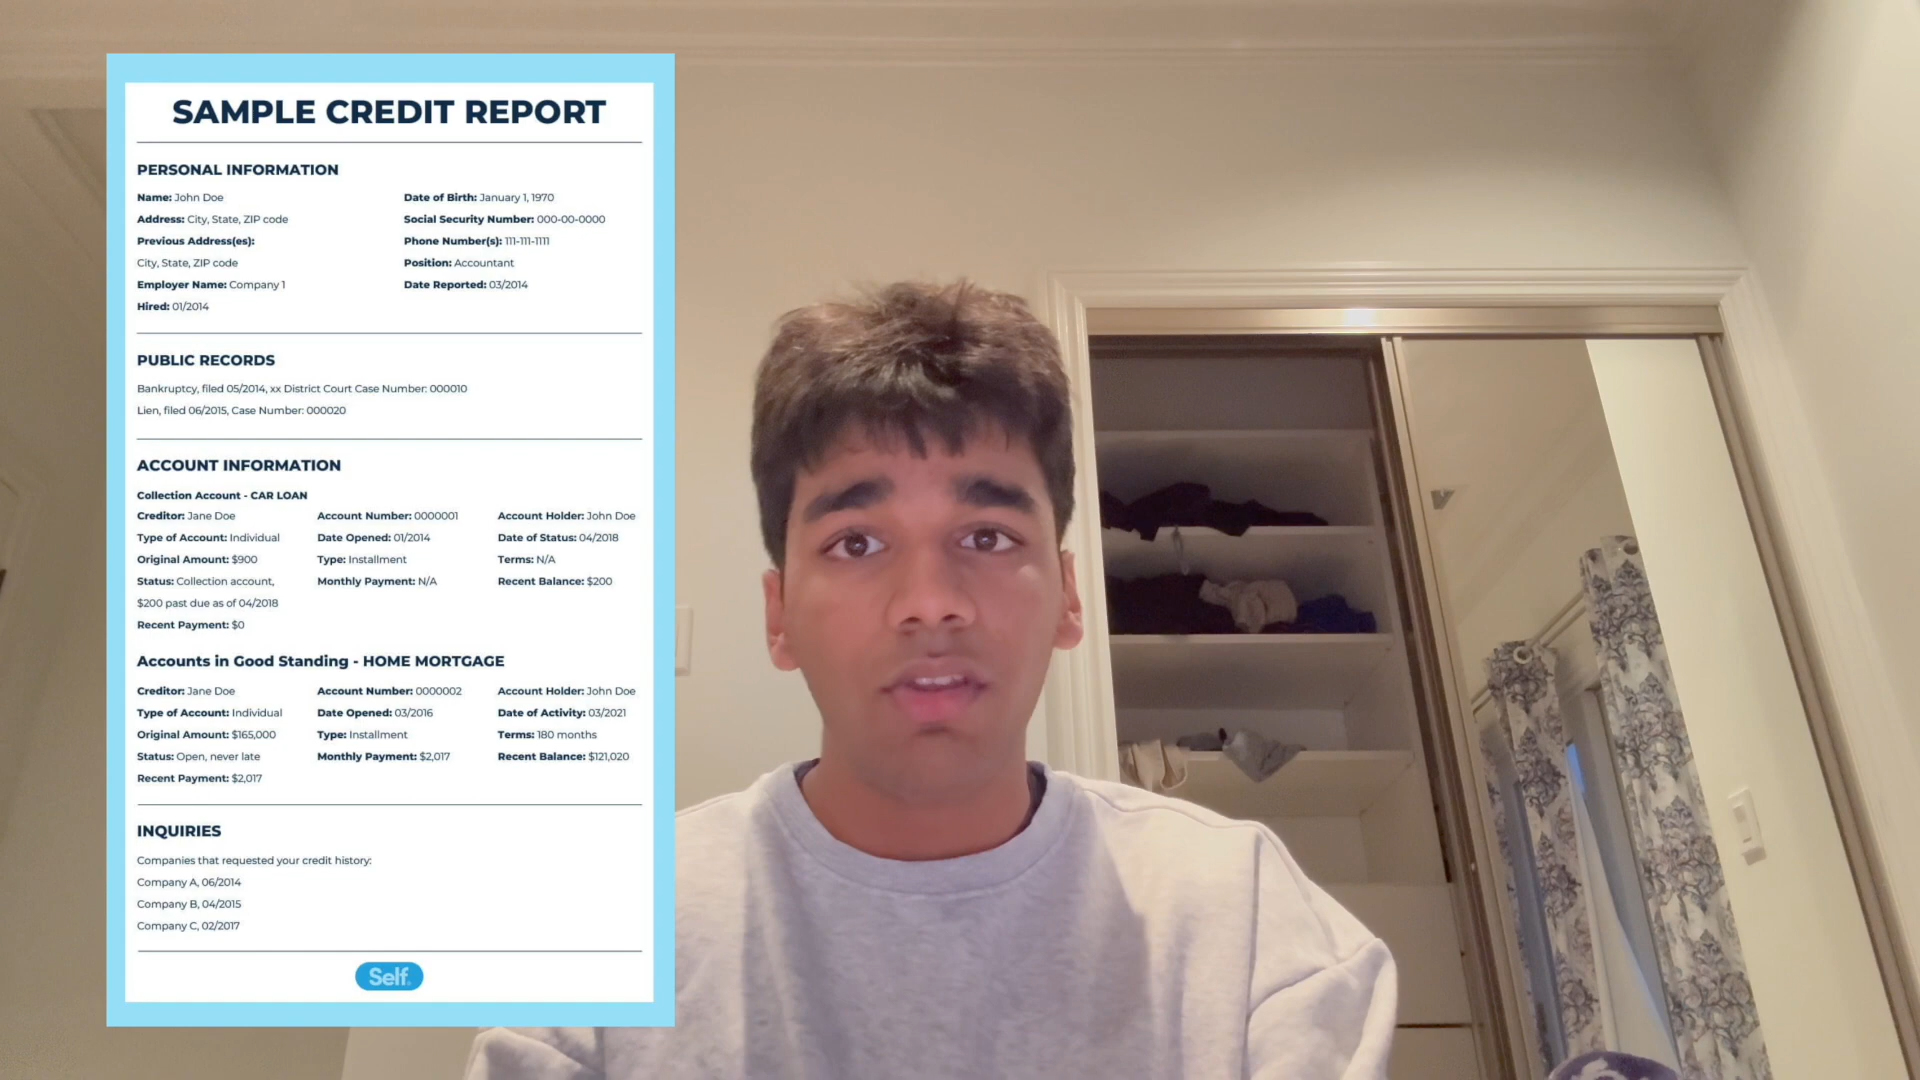 SAMPLE CREDIT REPORT
PERSONAL INFORMATION
Name: John Doe
Address: City, State, ZIP code
Previous Address(es):
City, State, ZIP code
Employer Name: Company 1
Hired: 01/2014
Date of Birth: January 1, 1970
Social Security Number: 000-00-0000
Phone Number(s): 111-111-1111
Position: Accountant
Date Reported: 03/2014
PUBLIC RECORDS
Bankruptcy, filed 05/2014, xx District Court Case Number: 000010
Lien, filed 06/2015, Case Number: 000020
ACCOUNT INFORMATION
Collection Account - CAR LOAN
Creditor: Jane Doe
Type of Account: Individual
Original Amount: $900
Status: Collection account,
$200 past due as of 04/2018
Recent Payment: $0
Account Number: 0000001
Date Opened: 01/2014
Type: Installment
Monthly Payment: N/A
Account Holder: John Doe
Date of Status: 04/2018
Terms: N/A
Recent Balance: $200
Accounts in Good Standing - HOME MORTGAGE
Creditor: Jane Doe
Type of Account: Individual
Original Amount: $165,000
Status: Open, never late
Recent Payment: $2,017
Account Number: 0000002
Date Opened: 03/2016
Type: Installment
Monthly Payment: $2,017
Account Holder: John Doe
Date of Activity: 03/2021
Terms: 180 months
Recent Balance: $121,020
INQUIRIES
Companies that requested your credit history:
Company A, 06/2014
Company B, 04/2015
Company C, 02/2017
Self.